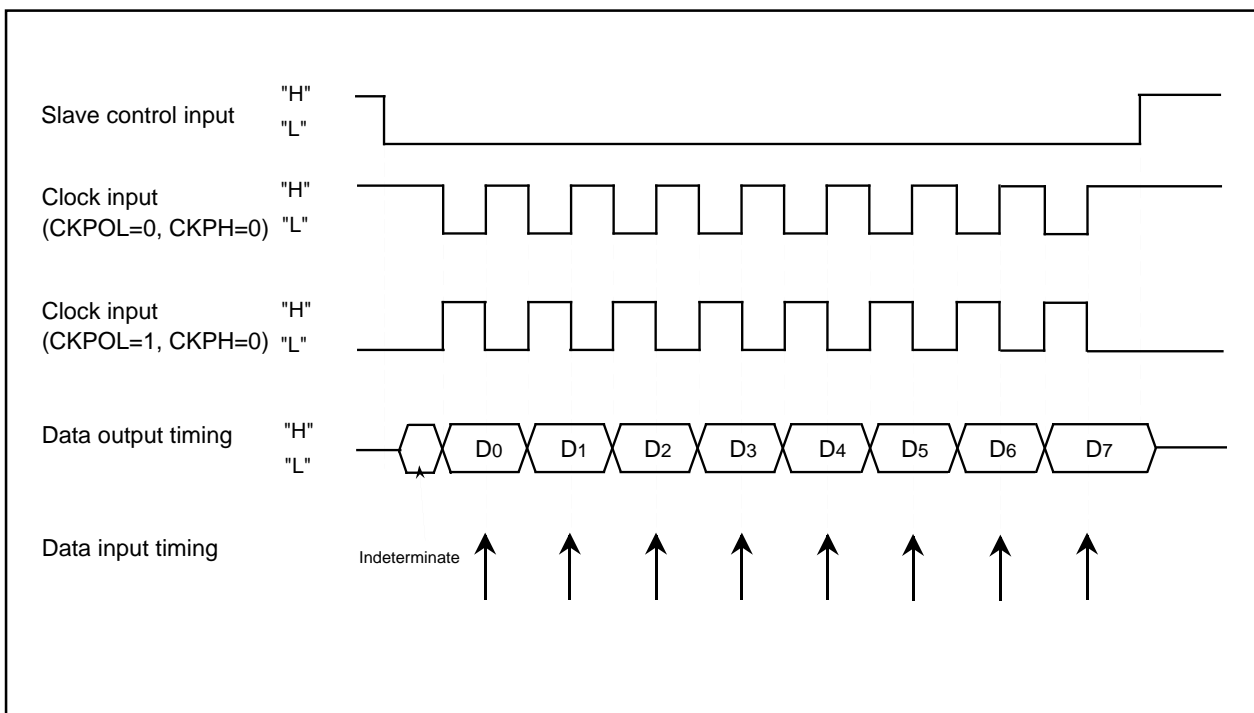 Slave control input
"H"
"L"
Clock input
(CKPOL=0, CKPH=0)
"H"
"L"
Clock input
(CKPOL=1, CKPH=0)
"H"
"L"
Data output timing
"H"
"L"
D0 D1 D2 D3 D4 D5 D6 D7
Data input timing
Indeterminate